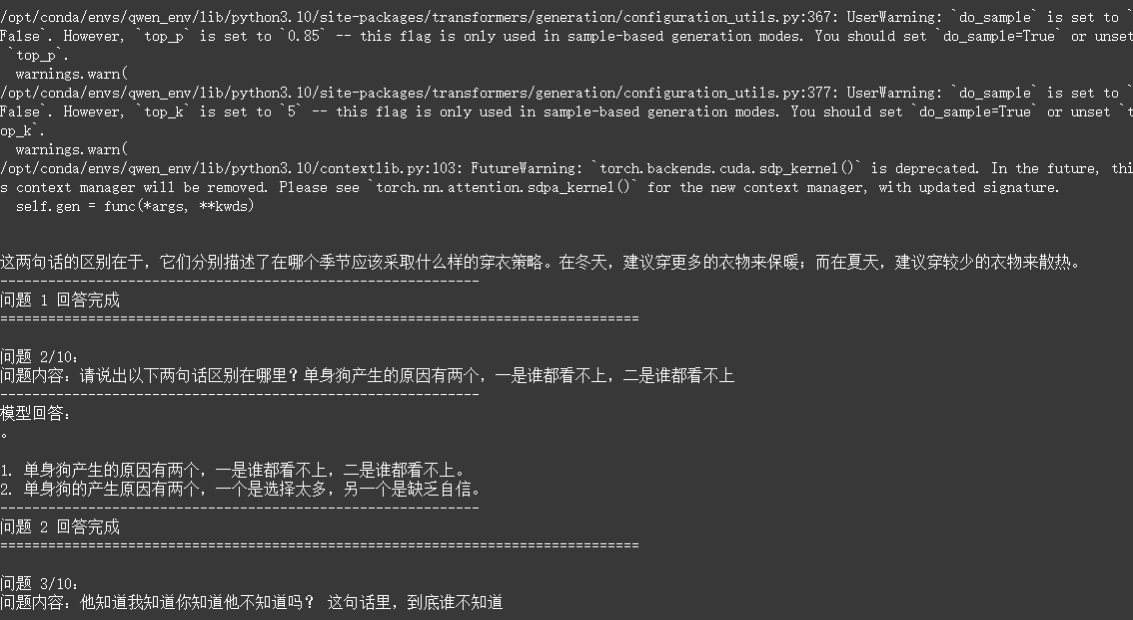 /opt/conda/envs/qwen_env/lib/python3.10/site-packages/transformers/generation/configuration_utils.py:367: UserWarning: `do_sample` is set to `
False`. However, `top_p` is set to `0.85` -- this flag is only used in sample-based generation modes. You should set `do_sample=True` or unset
`top_p`.
warnings.warn(
/opt/conda/envs/qwen_env/lib/python3.10/site-packages/transformers/generation/configuration_utils.py:377: UserWarning: `do_sample` is set to `
False`. However, `top_k` is set to `5` -- this flag is only used in sample-based generation modes. You should set `do_sample=True` or unset `t
op_k`.
warnings.warn(
/opt/conda/envs/qwen_env/lib/python3.10/contextlib.py:103: FutureWarning: `torch.backends.cuda.sdp_kernel()` is deprecated. In the future, thi
s context manager will be removed. Please see `torch.nn.attention.sdpa_kernel()` for the new context manager, with updated signature.
self.gen = func(*args, **kwds)
这两句话的区别在于，它们分别描述了在哪个季节应该采取什么样的穿衣策略。在冬天，建议穿更多的衣物来保暖；而在夏天，建议穿较少的衣物来散热。
------------------------------------------------------------
问题 1 回答完成
================================================================================
问题 2/10:
问题内容: 请说出以下两句话区别在哪里？单身狗产生的原因有两个，一是谁都看不上，二是谁都看不上
------------------------------------------------------------
模型回答:
。
1. 单身狗产生的原因有两个，一是谁都看不上，二是谁都看不上。
2. 单身狗的产生原因有两个，一个是选择太多，另一个是缺乏自信。
------------------------------------------------------------
问题 2 回答完成
================================================================================
问题 3/10:
问题内容: 他知道我知道你知道他不知道吗？ 这句话里，到底谁不知道